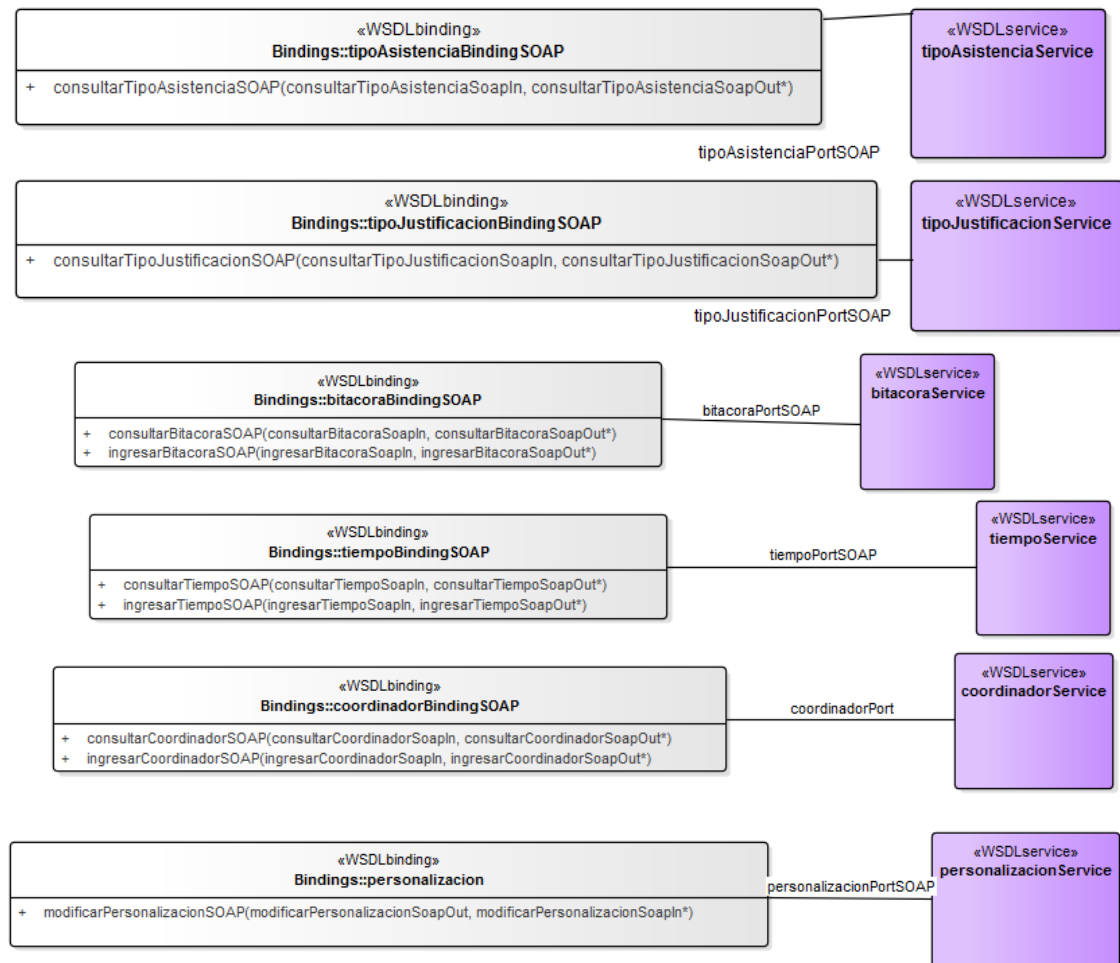 «WSDLbinding»
Bindings::tipoAsistenciaBindingSOAP
+ consultarTipoAsistenciaSOAP(consultarTipoAsistenciaSoapIn, consultarTipoAsistenciaSoapOut*)
«WSDLservice»
tipoAsistenciaService
tipoAsistenciaPortSOAP
«WSDLbinding»
Bindings::tipoJustificacionBindingSOAP
+ consultarTipoJustificacionSOAP(consultarTipoJustificacionSoapIn, consultarTipoJustificacionSoapOut*)
«WSDLservice»
tipoJustificacionService
tipoJustificacionPortSOAP
«WSDLbinding»
Bindings::bitacoraBindingSOAP
+ consultarBitacoraSOAP(consultarBitacoraSoapIn, consultarBitacoraSoapOut*)
+ ingresarBitacoraSOAP(ingresarBitacoraSoapIn, ingresarBitacoraSoapOut*)
bitacoraPortSOAP
«WSDLservice»
bitacoraService
«WSDLbinding»
Bindings::tiempoBindingSOAP
+ consultarTiempoSOAP(consultarTiempoSoapIn, consultarTiempoSoapOut*)
+ ingresarTiempoSOAP(ingresarTiempoSoapIn, ingresarTiempoSoapOut*)
tiempoPortSOAP
«WSDLservice»
tiempoService
«WSDLbinding»
Bindings::coordinadorBindingSOAP
+ consultarCoordinadorSOAP(consultarCoordinadorSoapIn, consultarCoordinadorSoapOut*)
+ ingresarCoordinadorSOAP(ingresarCoordinadorSoapIn, ingresarCoordinadorSoapOut*)
coordinadorPort
«WSDLservice»
coordinadorService
«WSDLbinding»
Bindings::personalizacion
+ modificarPersonalizacionSOAP(modificarPersonalizacionSoapOut, modificarPersonalizacionSoapIn*)
personalizacionPortSOAP
«WSDLservice»
personalizacionService